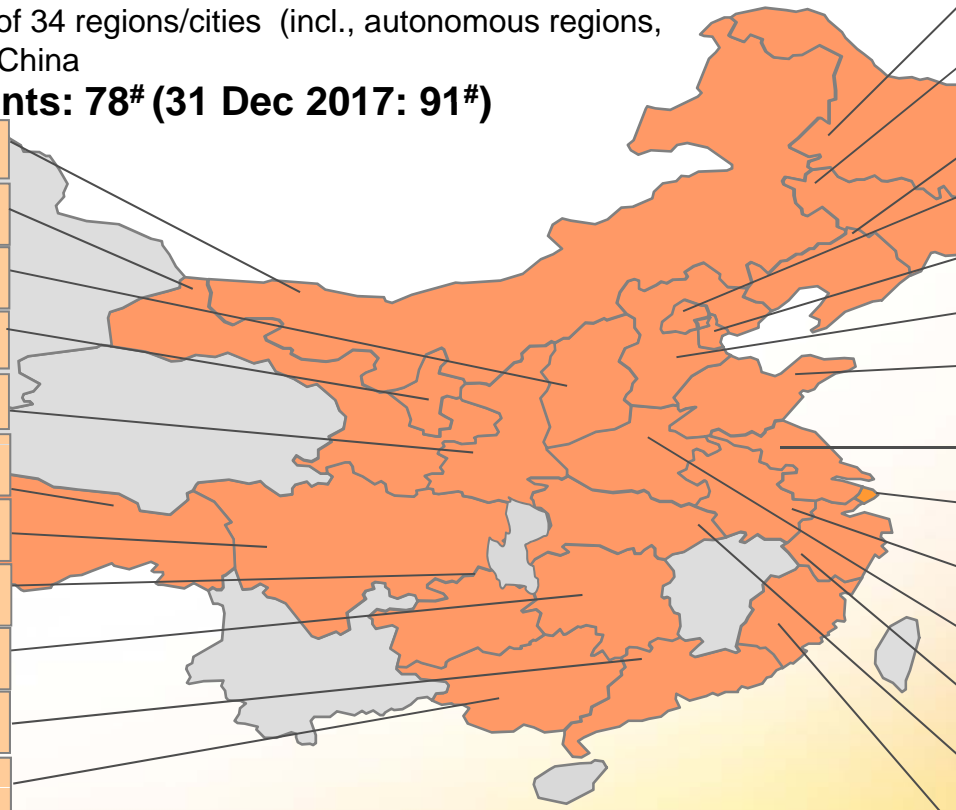 of 34 regions/cities (incl., autonomous regions,
China
nts: 78# (31 Dec 2017: 91#)